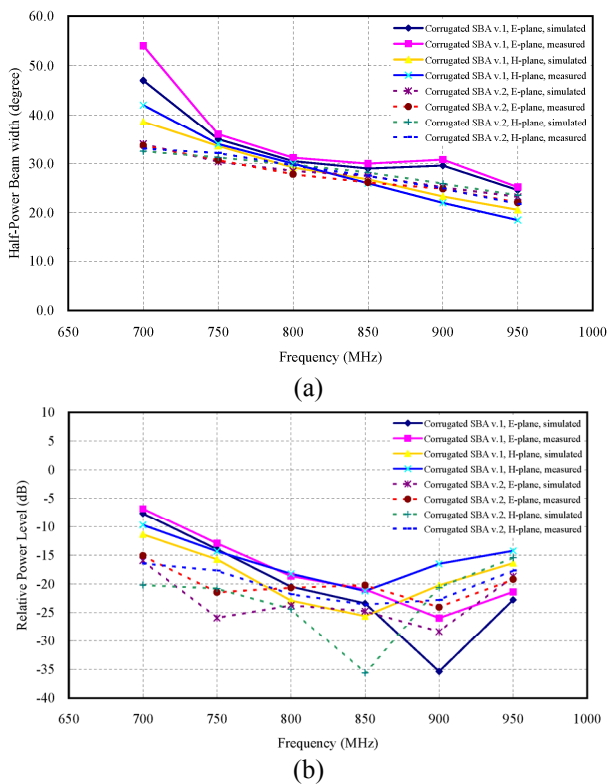 (a)
Half-Power Beam width (degree)
60.0
50.0
40.0
30.0
20.0
10.0
0.0
650
700
750
800
850
900
950
1000
Frequency (MHz)
Corrugated SBA v.1, E-plane, simulated
Corrugated SBA v.1, E-plane, measured
Corrugated SBA v.1, H-plane, simulated
Corrugated SBA v.1, H-plane, measured
Corrugated SBA v.2, E-plane, simulated
Corrugated SBA v.2, E-plane, measured
Corrugated SBA v.2, H-plane, simulated
Corrugated SBA v.2, H-plane, measured
(b)
Relative Power Level (dB)
10
5
0
-5
-10
-15
-20
-25
-30
-35
-40
650
700
750
800
850
900
950
1000
Frequency (MHz)
Corrugated SBA v.1, E-plane, simulated
Corrugated SBA v.1, E-plane, measured
Corrugated SBA v.1, H-plane, simulated
Corrugated SBA v.1, H-plane, measured
Corrugated SBA v.2, E-plane, simulated
Corrugated SBA v.2, E-plane, measured
Corrugated SBA v.2, H-plane, simulated
Corrugated SBA v.2, H-plane, measured